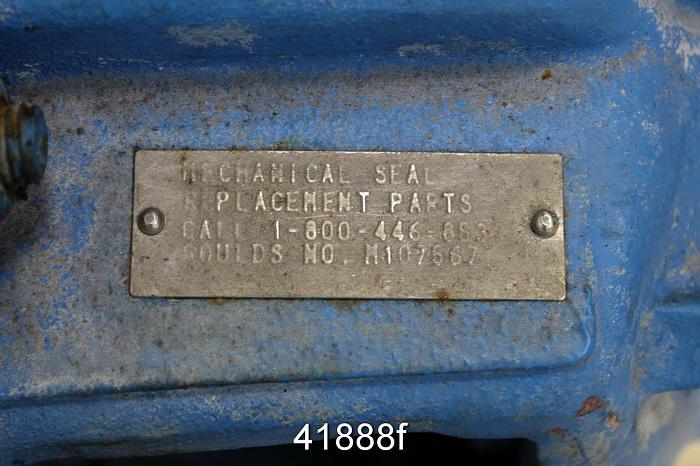 MECHANICAL SEAL
REPLACEMENT PARTS
CALL
GOULDS NO. M107567
41888f